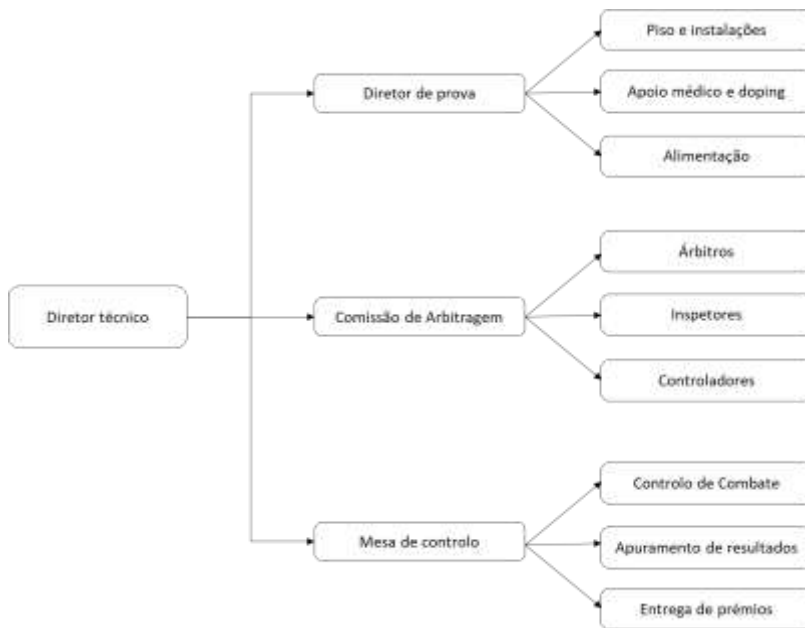 Piso e instalações
Diretor de prova
Apoio médico e doping
Alimentação
Árbitros
Diretor técnico
Comissão de Arbitragem
Inspetores
Controladores
Controlo de Combate
Mesa de controlo
Apuramento de resultados
Entrega de prémios